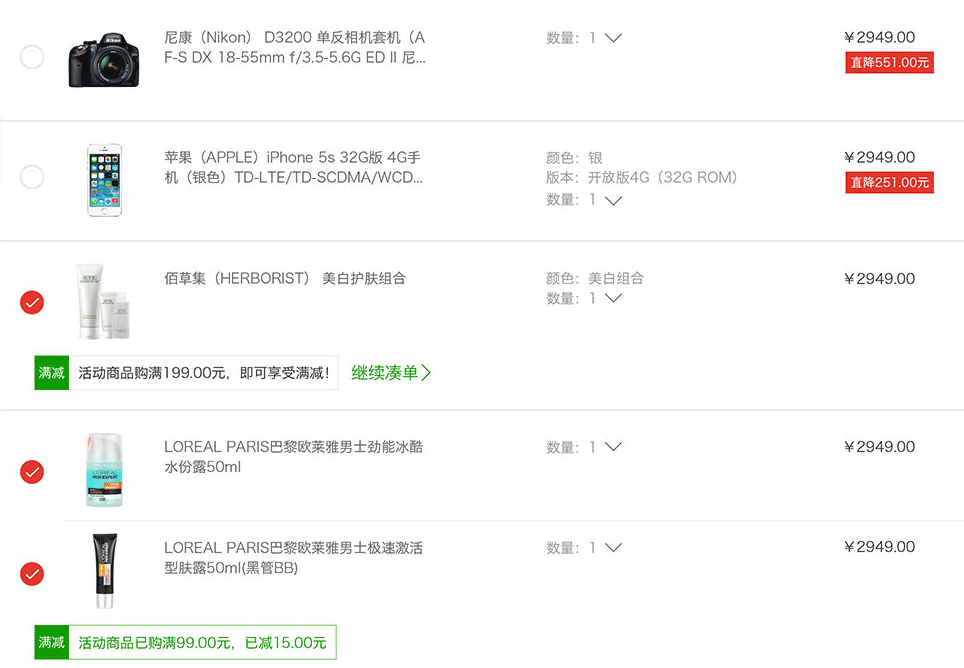 尼康（Nikon） D3200 单反相机套机（A
F-S DX 18-55mm f/3.5-5.6G ED II 尼...
数量：1
￥2949.00
直降551.00元
苹果（APPLE）iPhone 5s 32G版 4G手
机（银色）TD-LTE/TD-SCDMA/WCD...
颜色：银
版本：开放版4G（32G ROM）
数量：1
￥2949.00
直降251.00元
佰草集（HERBORIST） 美白护肤组合
颜色：美白组合
数量：1
￥2949.00
满减 活动商品购满199.00元，即可享受满减！ 继续凑单
LOREAL PARIS巴黎欧莱雅男士劲能冰酷
水份露50ml
数量：1
￥2949.00
LOREAL PARIS巴黎欧莱雅男士极速激活
型肤露50ml(黑管BB)
数量：1
￥2949.00
满减 活动商品已购满99.00元，已减15.00元